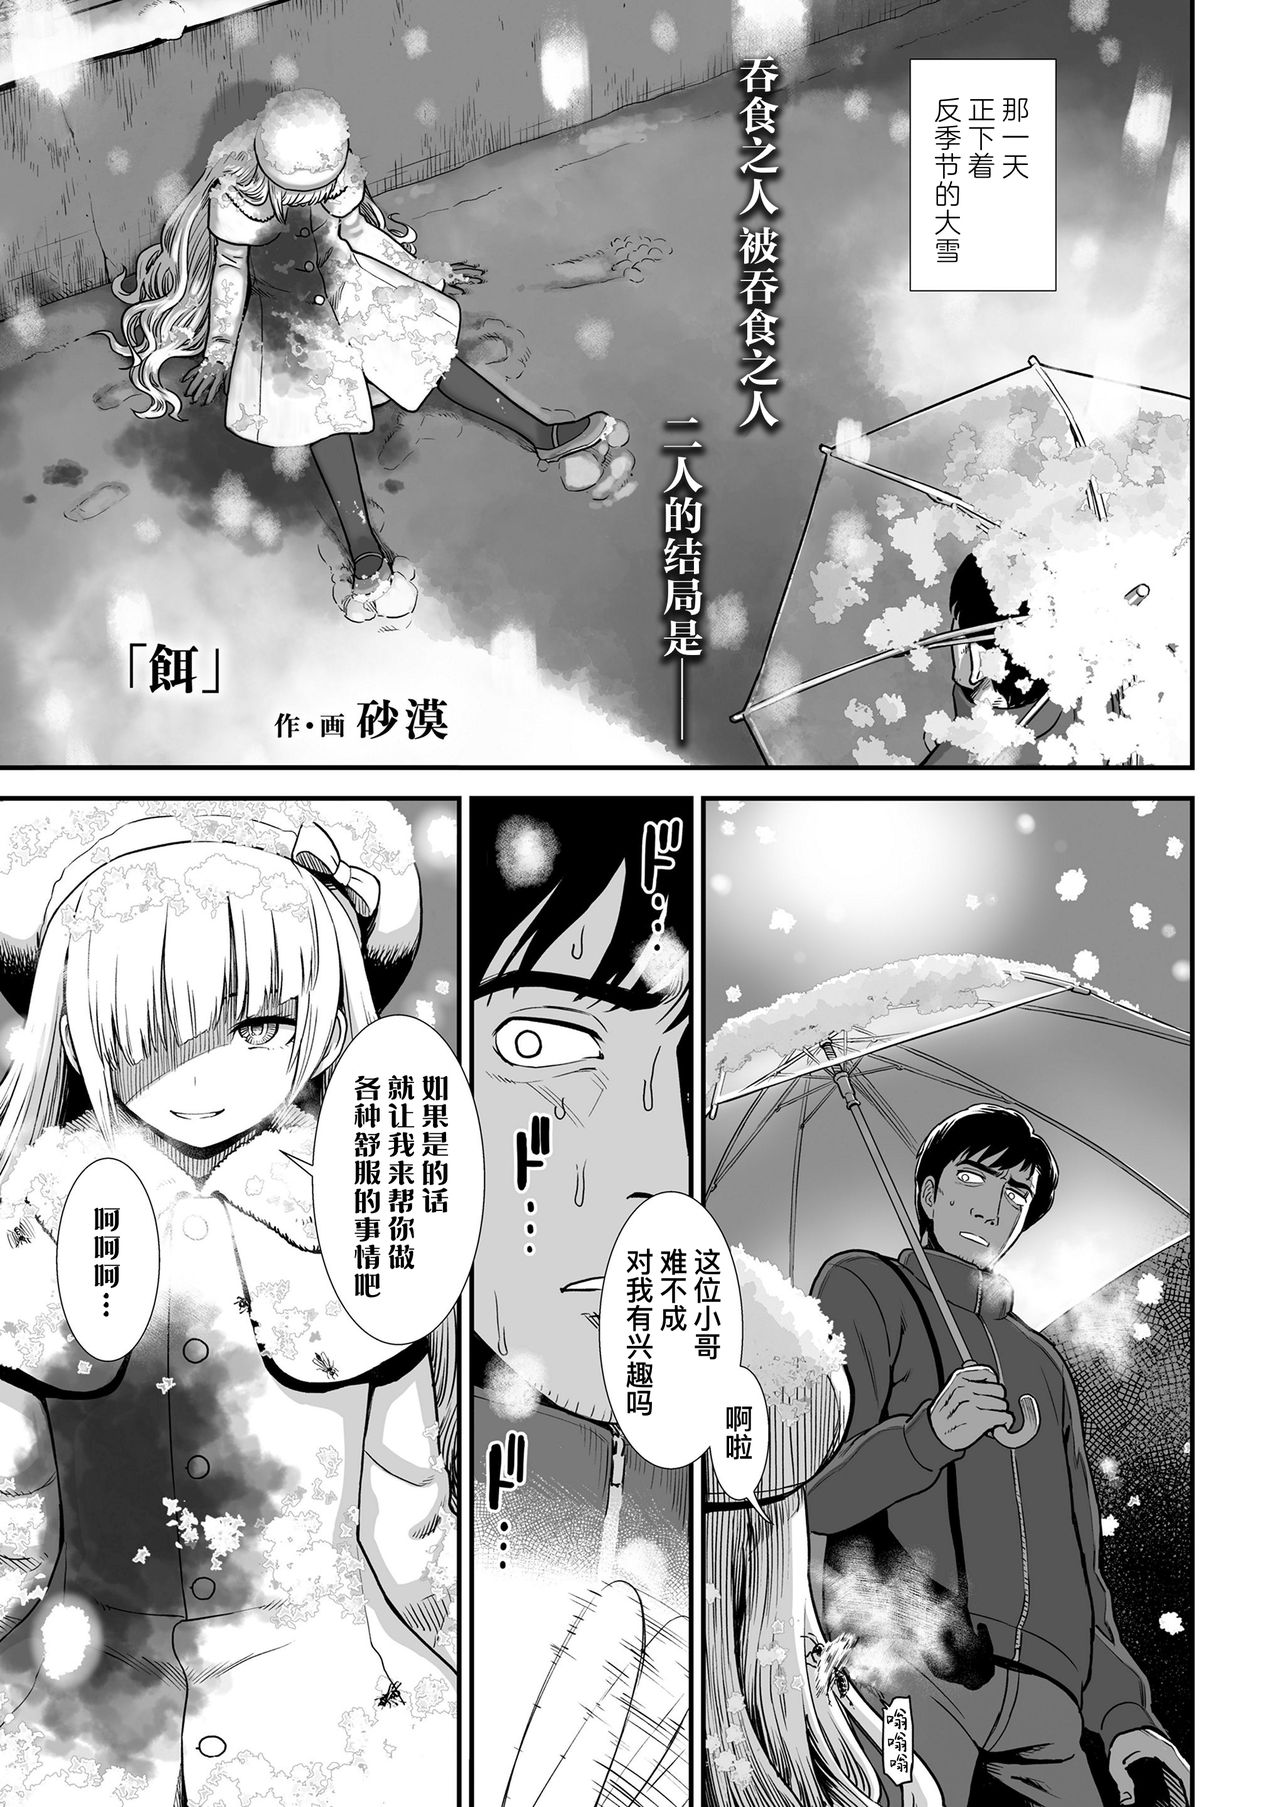 那一天
正下着
反季节的大雪
吞食之人 被吞食之人
二人的结局是——
「餌」
作・画 砂漠
啊啦
这位小哥
难不成
对我有兴趣吗
嗡嗡嗡
ド…
ド…
ド…
如果是的话
就让我来帮你做
各种舒服的事情吧
呵呵呵…